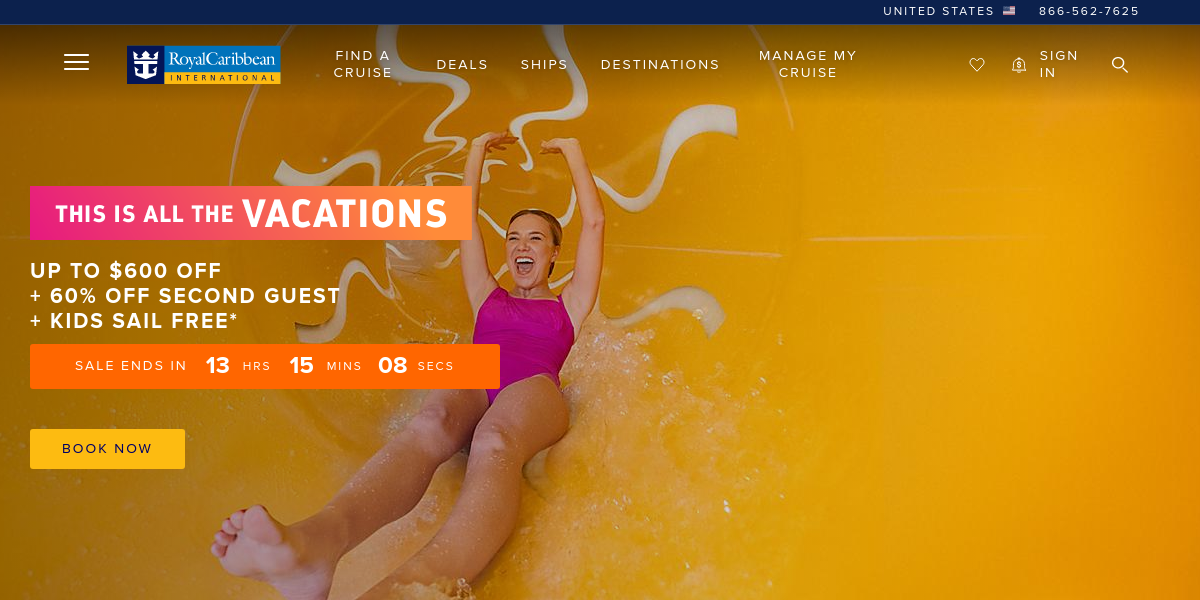 UNITED STATES 866-562-7625
RoyalCaribbean
INTERNATIONAL
FIND A
CRUISE
DEALS
SHIPS
DESTINATIONS
MANAGE MY
CRUISE
SIGN
IN
THIS IS ALL THE VACATIONS
UP TO $600 OFF
+ 60% OFF SECOND GUEST
+ KIDS SAIL FREE*
SALE ENDS IN 13 HRS 15 MINS 08 SECS
BOOK NOW